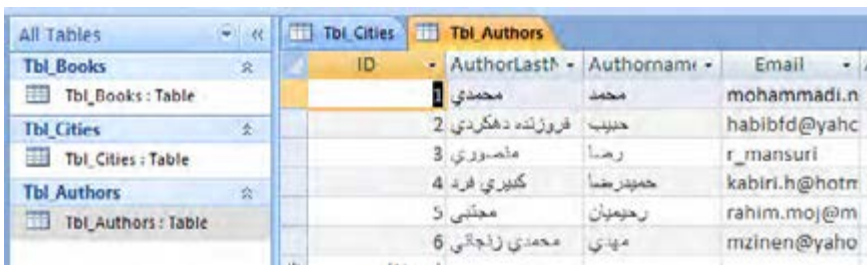 All Tables
Tbl_Cities Tbl_Authors
Tbl_Books
Tbl_Books : Table
Tbl_Cities
Tbl_Cities : Table
Tbl_Authors
Tbl_Authors : Table
ID AuthorLastN Authorname Email
1 محمدي محمد mohammadi.n
2 فروزنده دهكردي حبيب habibfd@yahc
3 منصوري رضا r_mansuri
4 كبيري فرد حميدرضا kabiri.h@hotm
5 مجتبي رحيميان rahim.moj@m
6 محمدي زنجاني مهدي mzinen@yaho